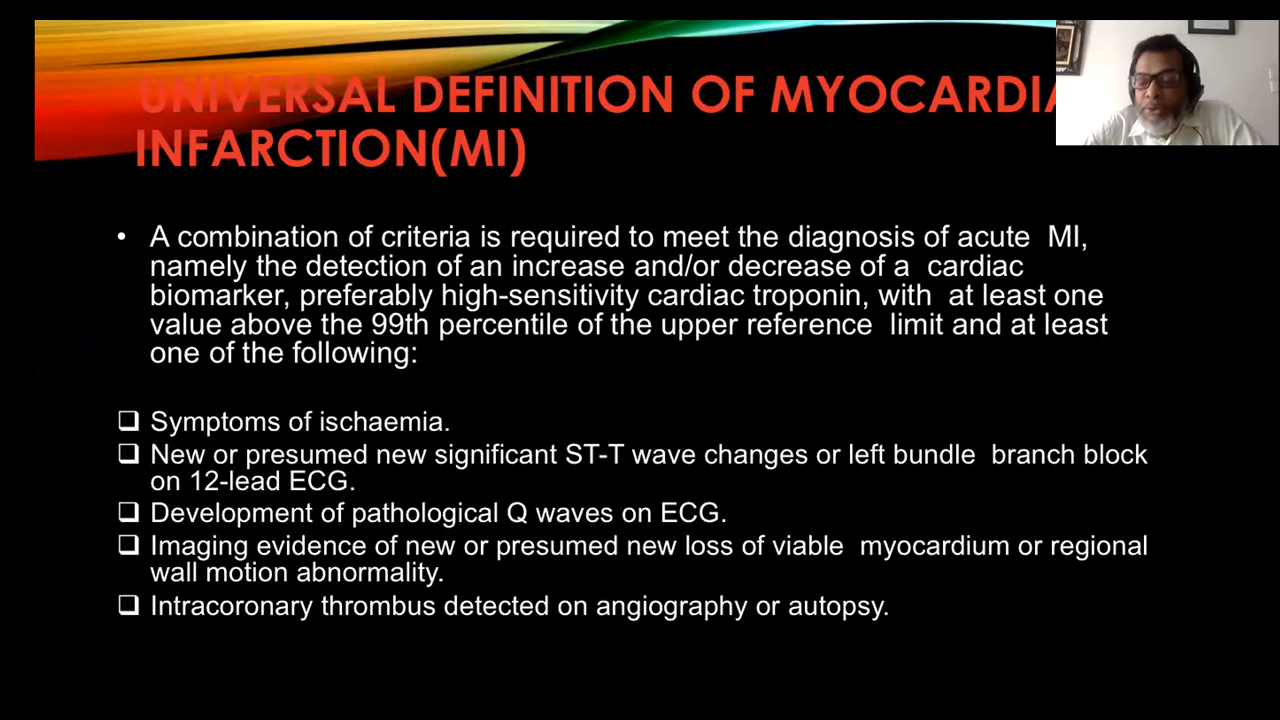 UNIVERSAL DEFINITION OF MYOCARDIA
INFARCTION(MI)
• A combination of criteria is required to meet the diagnosis of acute MI,
namely the detection of an increase and/or decrease of a cardiac
biomarker, preferably high-sensitivity cardiac troponin, with at least one
value above the 99th percentile of the upper reference limit and at least
one of the following:
❑ Symptoms of ischaemia.
❑ New or presumed new significant ST-T wave changes or left bundle branch block
on 12-lead ECG.
❑ Development of pathological Q waves on ECG.
❑ Imaging evidence of new or presumed new loss of viable myocardium or regional
wall motion abnormality.
❑ Intracoronary thrombus detected on angiography or autopsy.